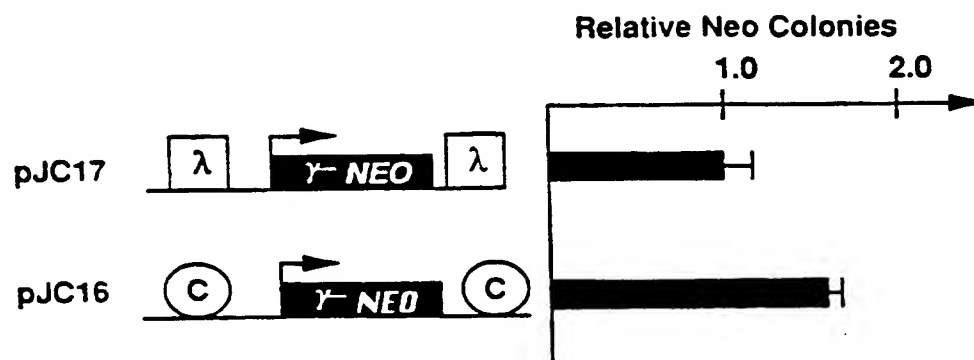 Relative Neo Colonies
1.0 2.0
pJC17 λ γ- NEO λ
pJC16 C γ- NEO C